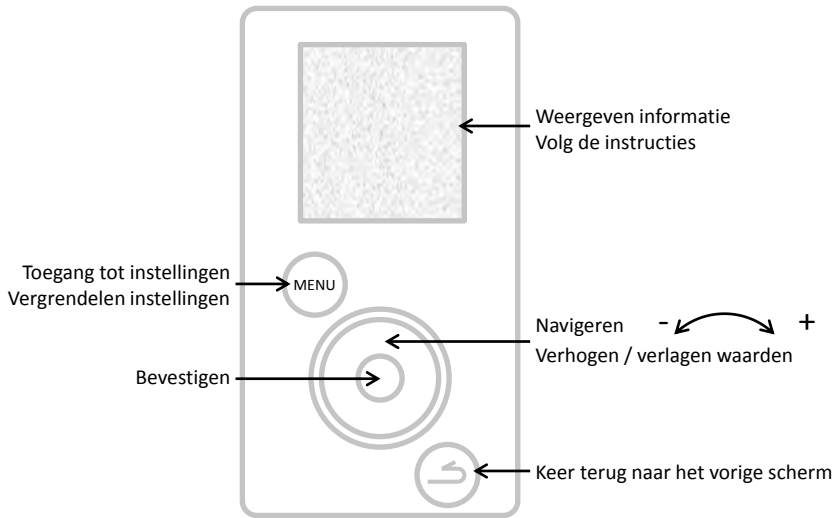 Weergeven informatie
Volg de instructies
Toegang tot instellingen
Vergrendelen instellingen
MENU
Navigeren - +
Verhogen / verlagen waarden
Bevestigen
Keer terug naar het vorige scherm